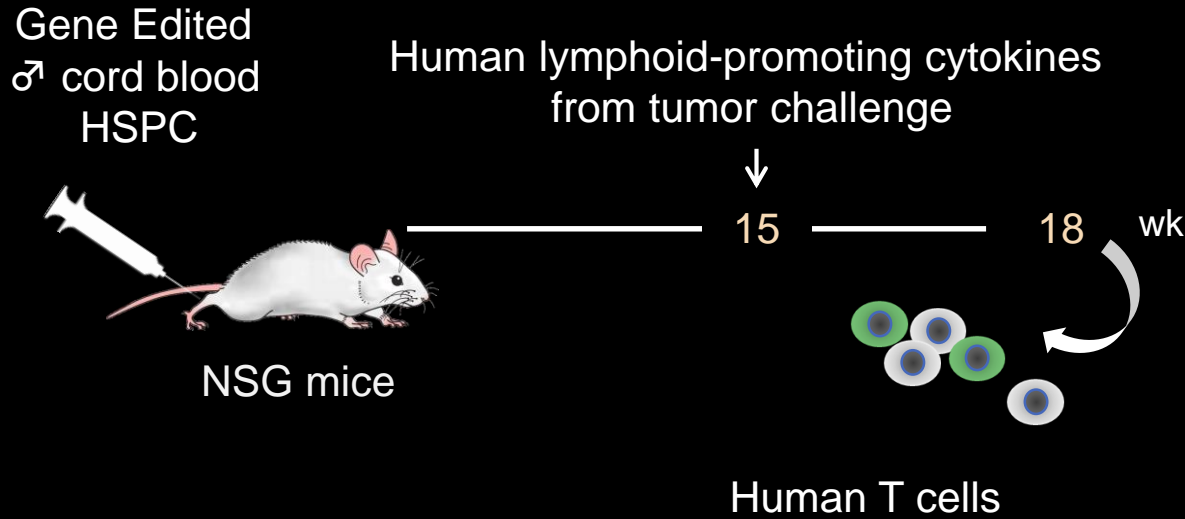 Gene Edited
♂ cord blood
HSPC
Human lymphoid-promoting cytokines
from tumor challenge
15
18
wk
NSG mice
Human T cells